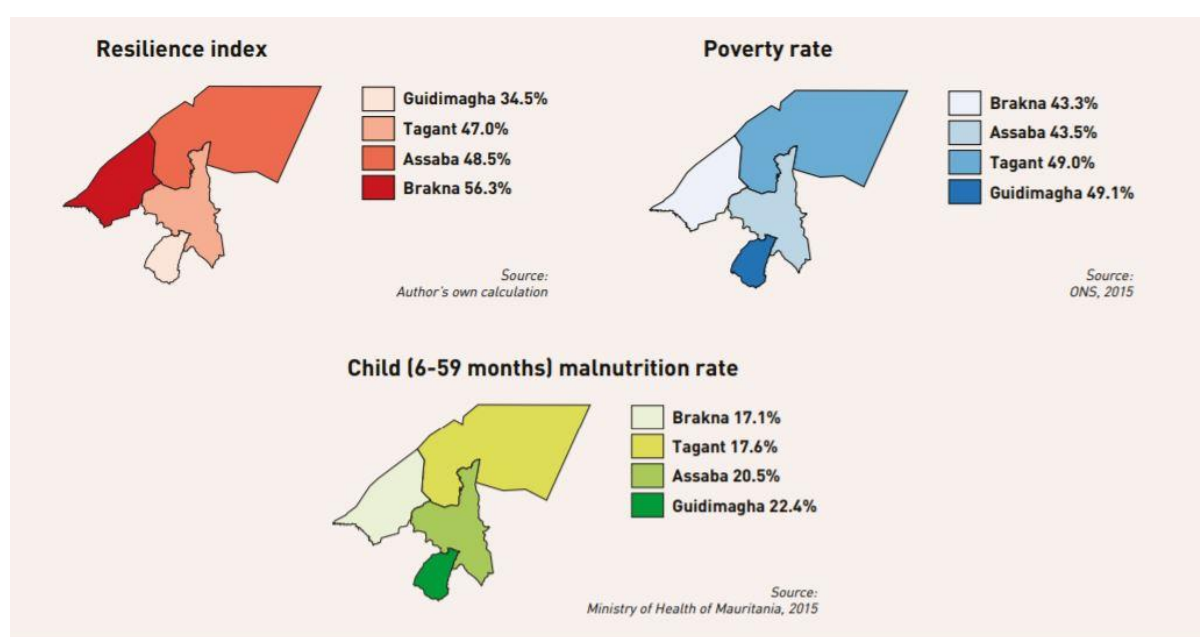 Resilience index
Guidimagha 34.5%
Tagant 47.0%
Assaba 48.5%
Brakna 56.3%
Source:
Author's own calculation
Poverty rate
Brakna 43.3%
Assaba 43.5%
Tagant 49.0%
Guidimagha 49.1%
Source:
ONS, 2015
Child (6-59 months) malnutrition rate
Brakna 17.1%
Tagant 17.6%
Assaba 20.5%
Guidimagha 22.4%
Source:
Ministry of Health of Mauritania, 2015